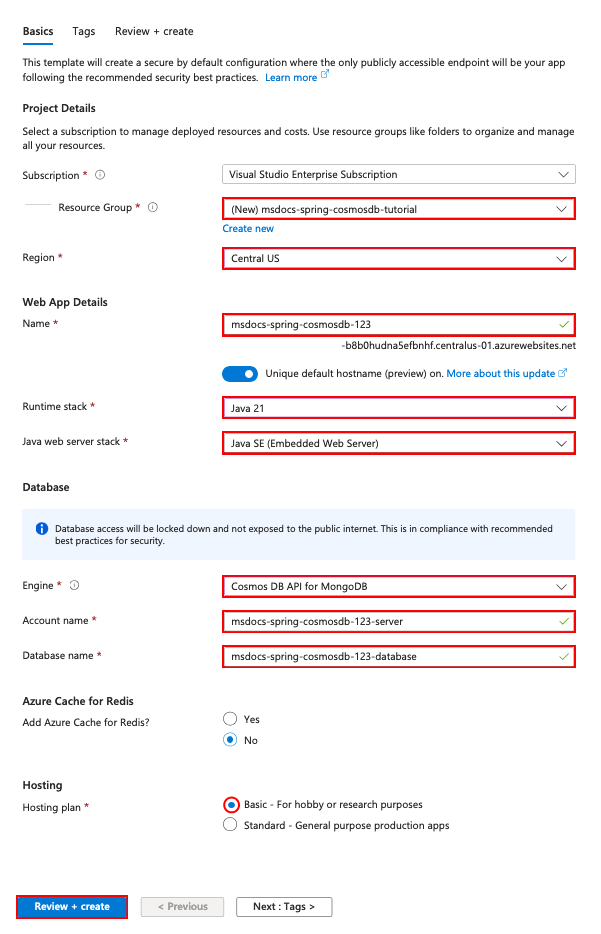 Basics Tags Review + create
This template will create a secure by default configuration where the only publicly accessible endpoint will be your app
following the recommended security best practices. Learn more
Project Details
Select a subscription to manage deployed resources and costs. Use resource groups like folders to organize and manage
all your resources.
Subscription * Visual Studio Enterprise Subscription
Resource Group * (New) msdocs-spring-cosmosdb-tutorial
Create new
Region * Central US
Web App Details
Name * msdocs-spring-cosmosdb-123
-b8b0hudna5efbnhf.centralus-01.azurewebsites.net
Unique default hostname (preview) on. More about this update
Runtime stack * Java 21
Java web server stack * Java SE (Embedded Web Server)
Database
Database access will be locked down and not exposed to the public internet. This is in compliance with recommended
best practices for security.
Engine * Cosmos DB API for MongoDB
Account name * msdocs-spring-cosmosdb-123-server
Database name * msdocs-spring-cosmosdb-123-database
Azure Cache for Redis
Add Azure Cache for Redis? Yes
No
Hosting
Hosting plan * Basic - For hobby or research purposes
Standard - General purpose production apps
Review + create < Previous Next : Tags >